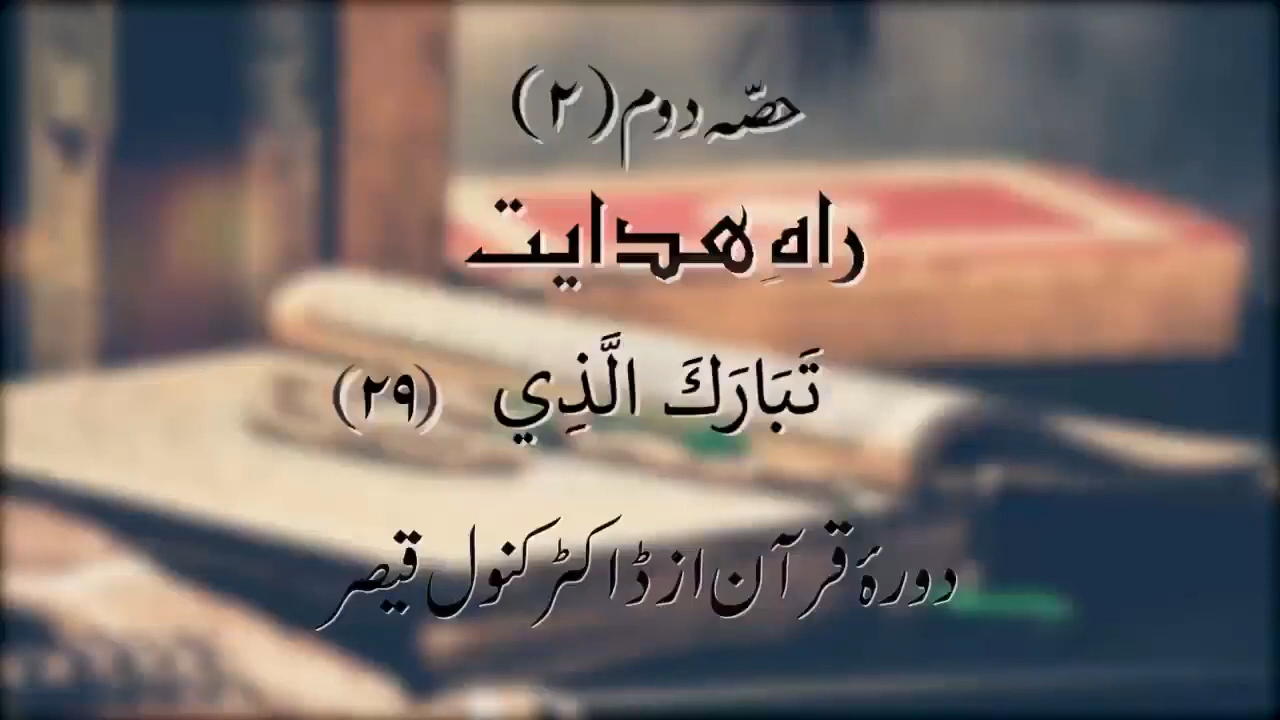 حصّہ دوم (۲)
راہِ ھدایت
تَبَارَكَ الَّذِي (۲۹)
دورۂ قرآن از ڈاکٹر کنول قیصر